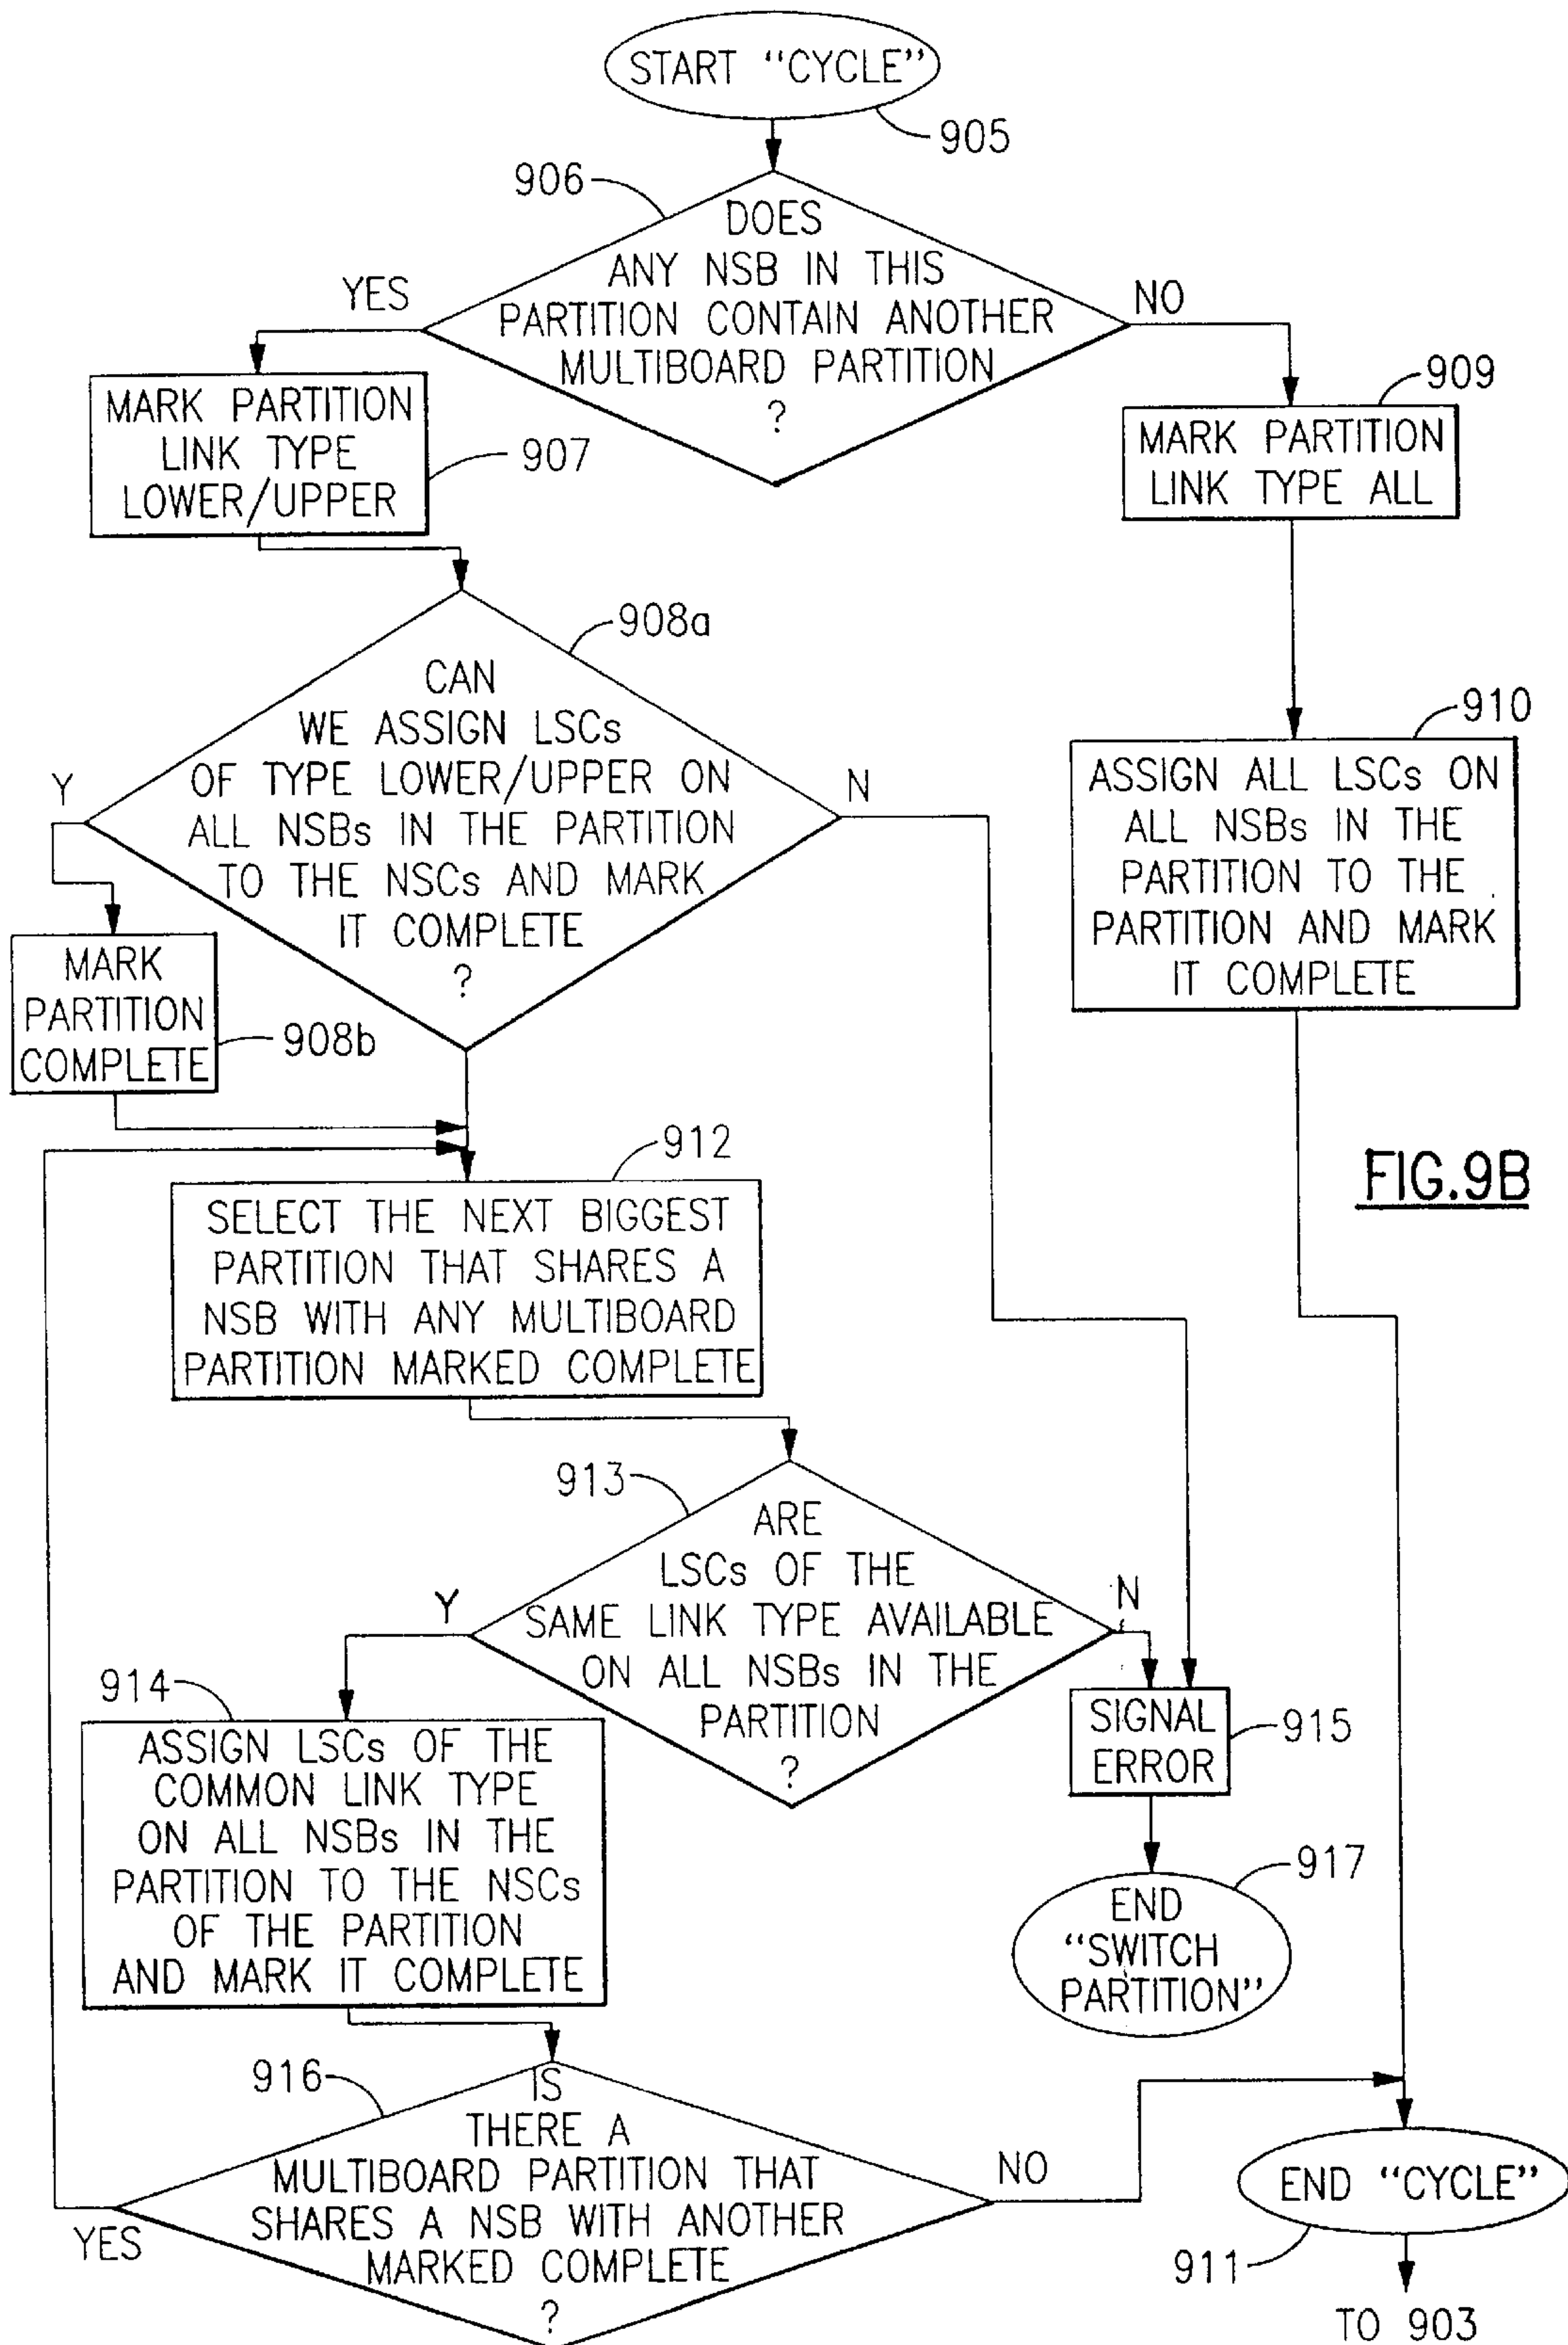 START "CYCLE"
905
906
DOES
ANY NSB IN THIS
PARTITION CONTAIN ANOTHER
MULTIBOARD PARTITION
?
YES
NO
MARK PARTITION
LINK TYPE
LOWER/UPPER
907
909
MARK PARTITION
LINK TYPE ALL
908a
CAN
WE ASSIGN LSCs
OF TYPE LOWER/UPPER ON
ALL NSBs IN THE PARTITION
TO THE NSCs AND MARK
IT COMPLETE
?
Y
N
910
ASSIGN ALL LSCs ON
ALL NSBs IN THE
PARTITION TO THE
PARTITION AND MARK
IT COMPLETE
MARK
PARTITION
COMPLETE
908b
FIG.9B
912
SELECT THE NEXT BIGGEST
PARTITION THAT SHARES A
NSB WITH ANY MULTIBOARD
PARTITION MARKED COMPLETE
913
ARE
LSCs OF THE
SAME LINK TYPE AVAILABLE
ON ALL NSBs IN THE
PARTITION
?
Y
N
914
ASSIGN LSCs OF THE
COMMON LINK TYPE
ON ALL NSBs IN THE
PARTITION TO THE NSCs
OF THE PARTITION
AND MARK IT COMPLETE
SIGNAL
ERROR
915
917
END
"SWITCH
PARTITION"
916
IS
THERE A
MULTIBOARD PARTITION THAT
SHARES A NSB WITH ANOTHER
MARKED COMPLETE
?
YES
NO
END "CYCLE"
911
TO 903